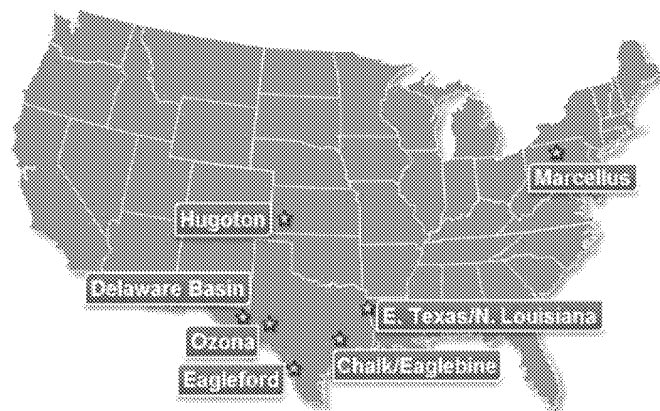 Marcellus
Hugoton
Delaware Basin
E. Texas/N. Louisiana
Ozona
Chalk/Eaglebine
Eagleford